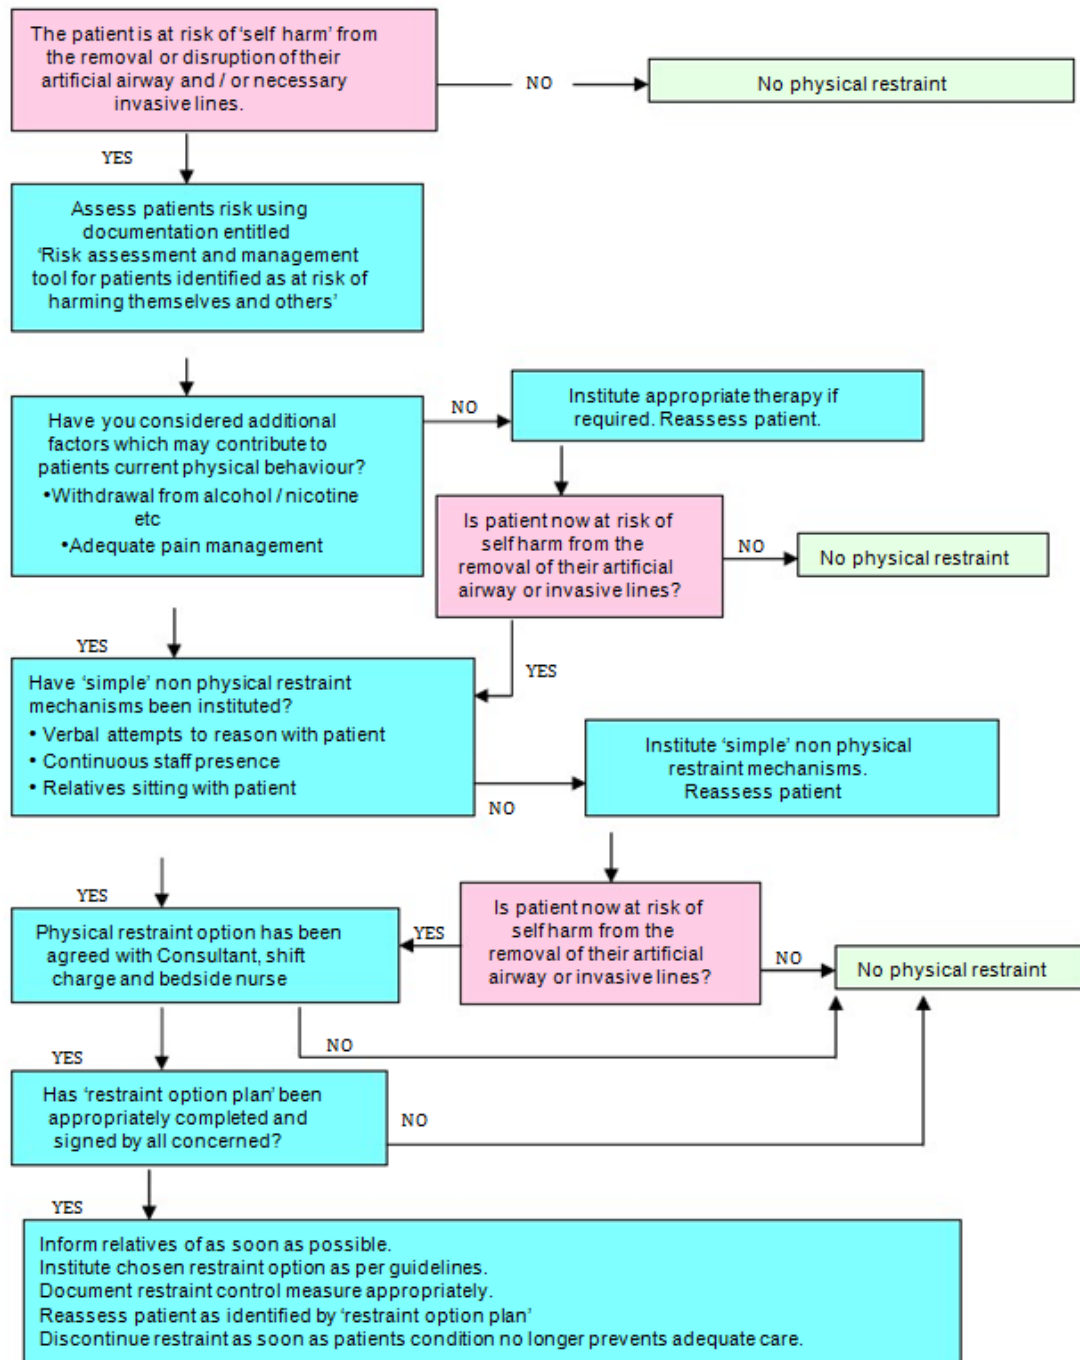 The patient is at risk of ‘self harm’ from
the removal or disruption of their
artificial airway and / or necessary
invasive lines.
NO
No physical restraint
YES
Assess patients risk using
documentation entitled
‘Risk assessment and management
tool for patients identified as at risk of
harming themselves and others’
Have you considered additional
factors which may contribute to
patients current physical behaviour?
•Withdrawal from alcohol / nicotine
etc
•Adequate pain management
NO
Institute appropriate therapy if
required. Reassess patient.
Is patient now at risk of
self harm from the
removal of their artificial
airway or invasive lines?
NO
No physical restraint
YES
YES
Have ‘simple’ non physical restraint
mechanisms been instituted?
• Verbal attempts to reason with patient
• Continuous staff presence
• Relatives sitting with patient
NO
Institute ‘simple’ non physical
restraint mechanisms.
Reassess patient
YES
Physical restraint option has been
agreed with Consultant, shift
charge and bedside nurse
YES
Is patient now at risk of
self harm from the
removal of their artificial
airway or invasive lines?
NO
No physical restraint
NO
YES
Has ‘restraint option plan’ been
appropriately completed and
signed by all concerned?
NO
YES
Inform relatives of as soon as possible.
Institute chosen restraint option as per guidelines.
Document restraint control measure appropriately.
Reassess patient as identified by ‘restraint option plan’
Discontinue restraint as soon as patients condition no longer prevents adequate care.